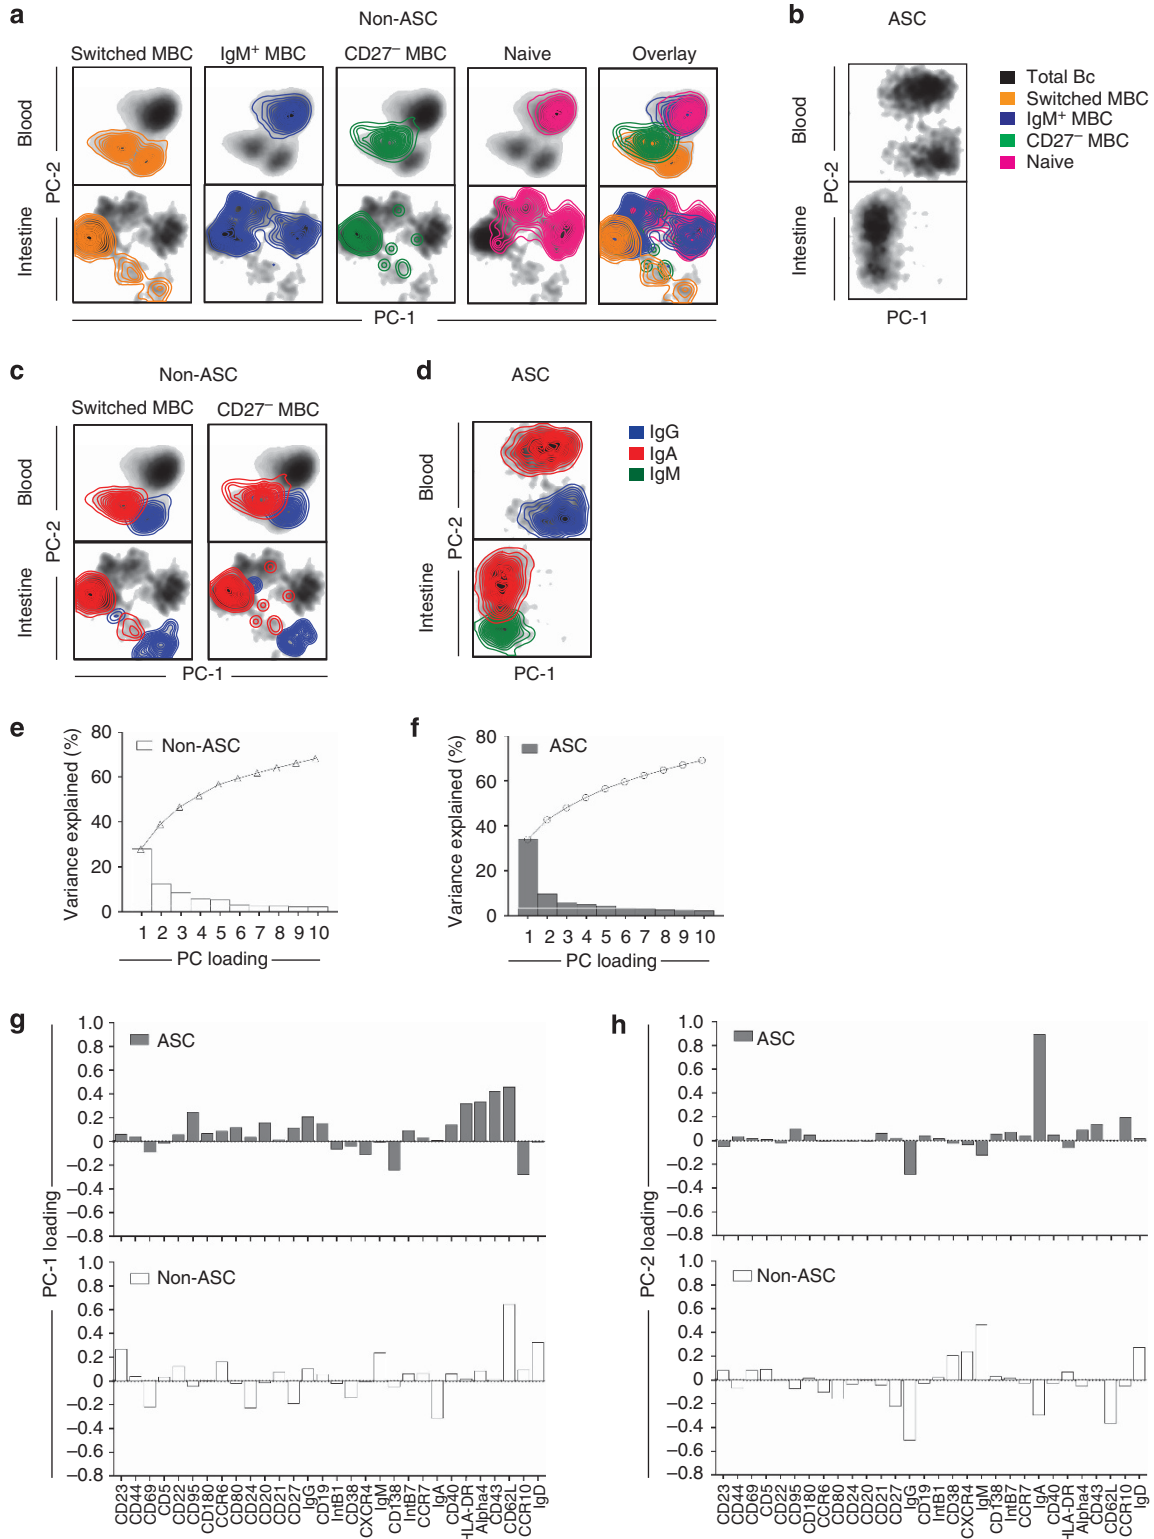 a
Non-ASC
Switched MBC
IgM+ MBC
CD27− MBC
Naive
Overlay
Blood
Intestine
PC-2
PC-1
b
ASC
Blood
Intestine
PC-2
PC-1
Total Bc
Switched MBC
IgM+ MBC
CD27− MBC
Naive
c
Non-ASC
Switched MBC
CD27− MBC
Blood
Intestine
PC-2
PC-1
d
ASC
Blood
Intestine
PC-2
PC-1
IgG
IgA
IgM
e
Variance explained (%)
80
60
40
20
0
Non-ASC
1 2 3 4 5 6 7 8 9 10
PC loading
f
Variance explained (%)
80
60
40
20
0
ASC
1 2 3 4 5 6 7 8 9 10
PC loading
g
PC-1 loading
1.0
0.8
0.6
0.4
0.2
0
−0.2
−0.4
−0.6
−0.8
ASC
1.0
0.8
0.6
0.4
0.2
0
−0.2
−0.4
−0.6
−0.8
Non-ASC
CD23
CD44
CD69
CD5
CD22
CD95
CD180
CCR6
CD80
CD24
CD20
CD21
CD27
IgG
CD19
IntB1
CD38
CXCR4
IgM
CD138
IntB7
CCR7
IgA
CD40
HLA-DR
Alpha4
CD43
CD62L
CCR10
IgD
h
PC-2 loading
1.0
0.8
0.6
0.4
0.2
0
−0.2
−0.4
−0.6
−0.8
ASC
1.0
0.8
0.6
0.4
0.2
0
−0.2
−0.4
−0.6
−0.8
Non-ASC
CD23
CD44
CD69
CD5
CD22
CD95
CD180
CCR6
CD80
CD24
CD20
CD21
CD27
IgG
CD19
IntB1
CD38
CXCR4
IgM
CD138
IntB7
CCR7
IgA
CD40
HLA-DR
Alpha4
CD43
CD62L
CCR10
IgD